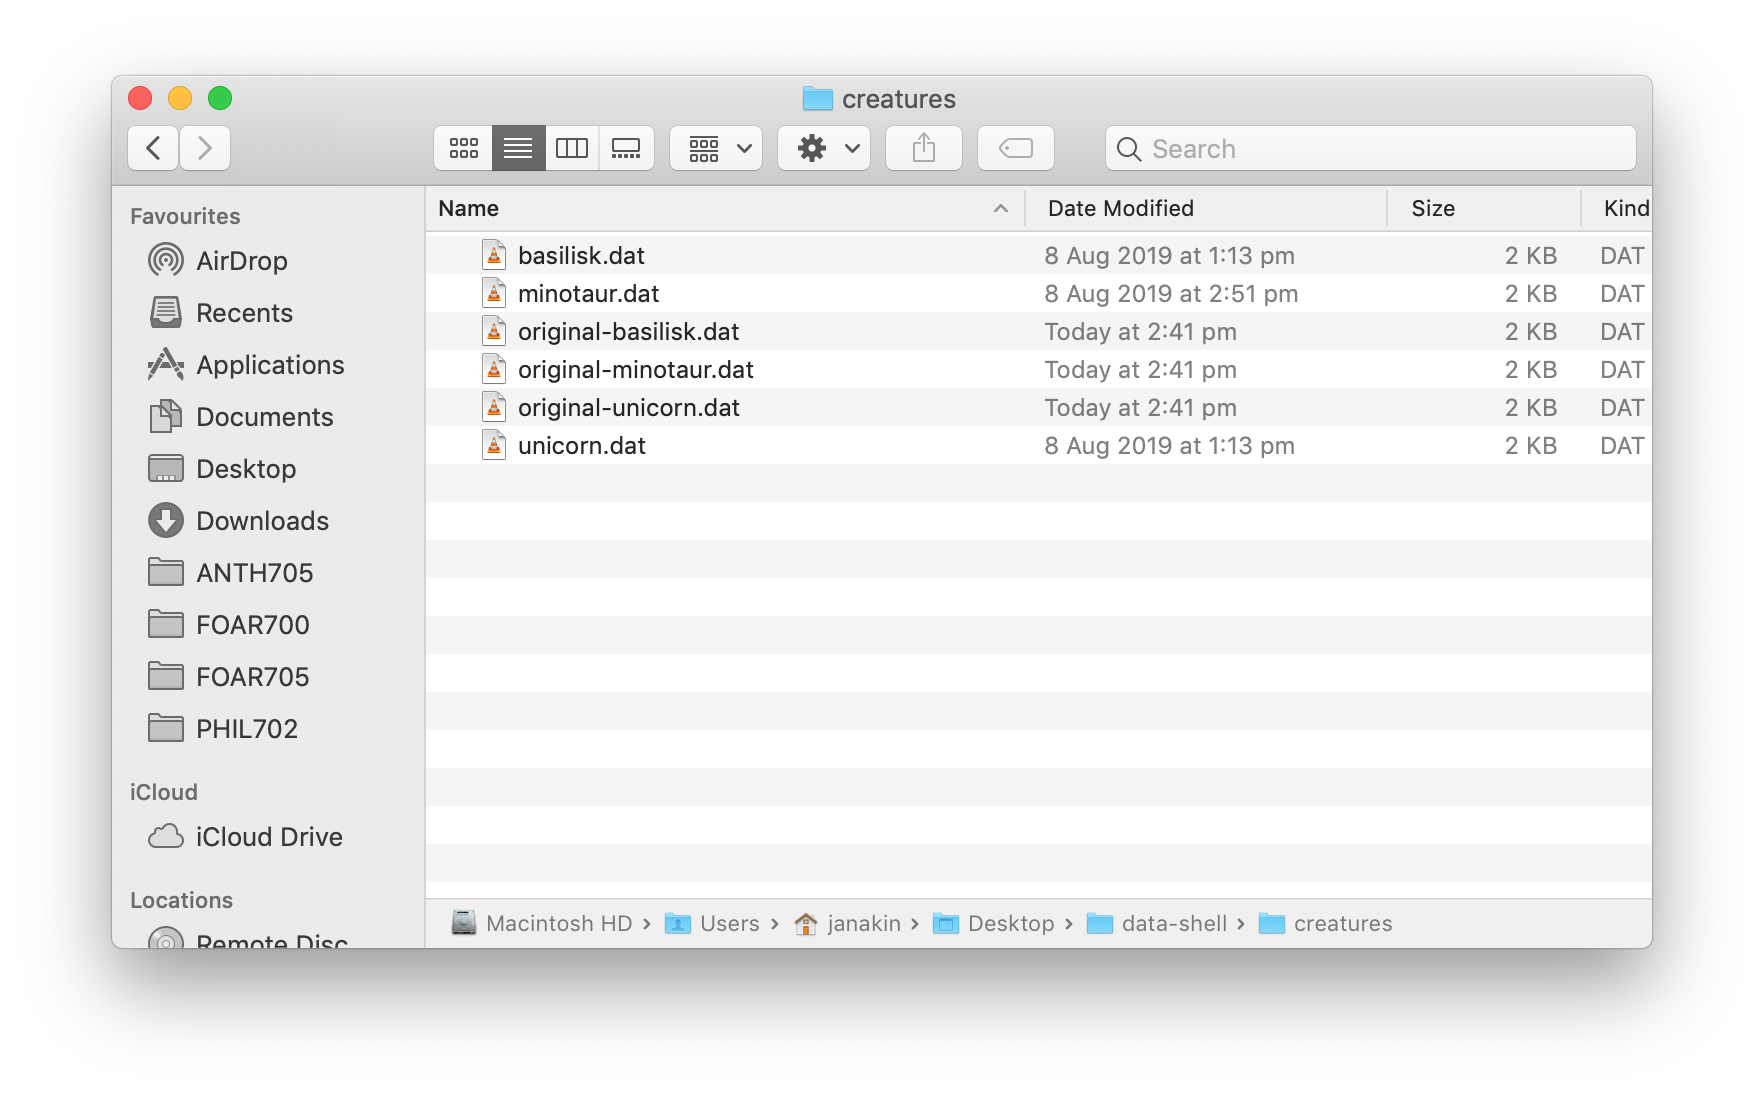 creatures
Search
Favourites
AirDrop
Recents
Applications
Documents
Desktop
Downloads
ANTH705
FOAR700
FOAR705
PHIL702
iCloud
iCloud Drive
Locations
Remote Disc
Name Date Modified Size Kind
basilisk.dat 8 Aug 2019 at 1:13 pm 2 KB DAT
minotaur.dat 8 Aug 2019 at 2:51 pm 2 KB DAT
original-basilisk.dat Today at 2:41 pm 2 KB DAT
original-minotaur.dat Today at 2:41 pm 2 KB DAT
original-unicorn.dat Today at 2:41 pm 2 KB DAT
unicorn.dat 8 Aug 2019 at 1:13 pm 2 KB DAT
Macintosh HD › Users › janakin › Desktop › data-shell › creatures